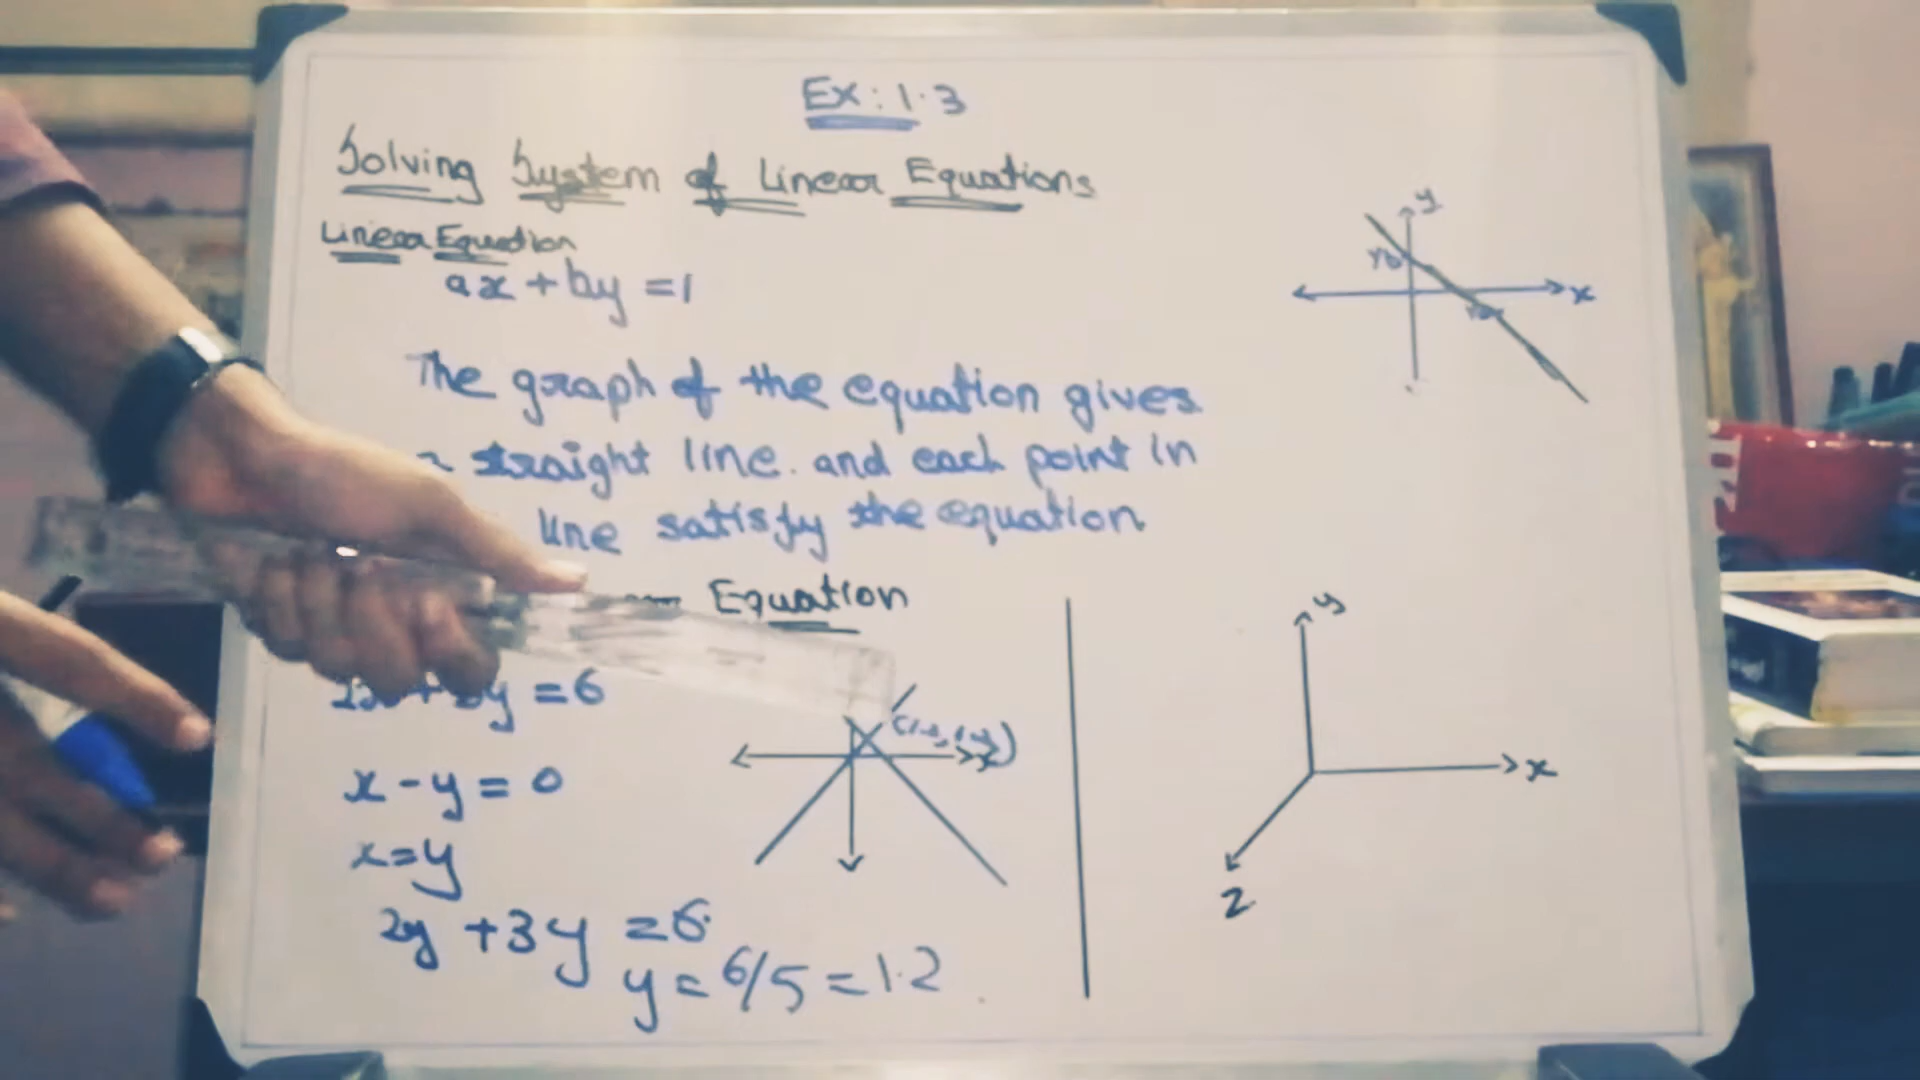 Ex: 1.3
Solving System of Linear Equations
Linear Equation
ax + by = 1
The graph of the equation gives
straight line. and each point in
line satisfy the equation
Equation
y = 6
x - y = 0
x = y
2y + 3y = 6
y = 6/5 = 1.2
y
x
x
y
x
z